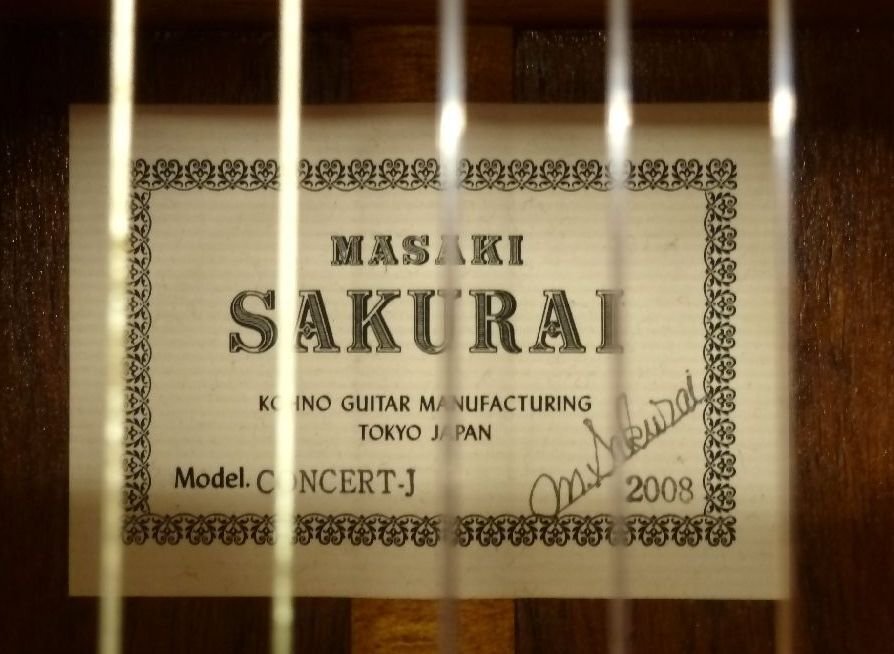 MASAKI
SAKURAI
KOHNO GUITAR MANUFACTURING
TOKYO JAPAN
Model. CONCERT-J
M. Sakurai
2008